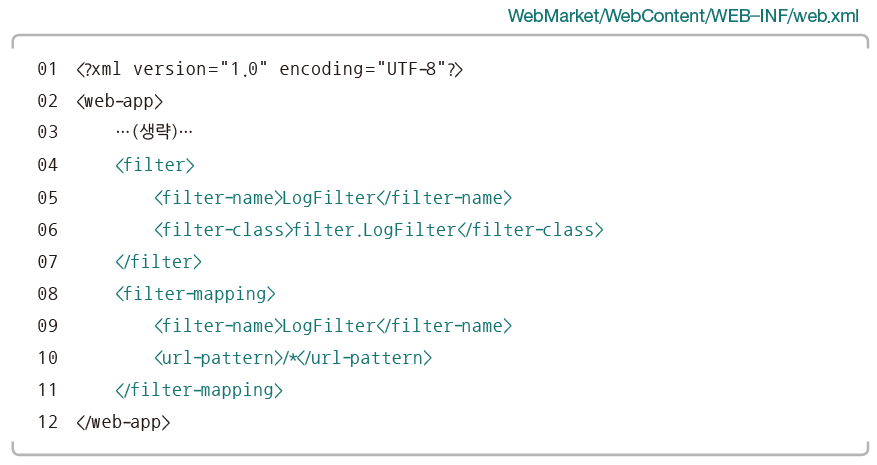 WebMarket/WebContent/WEB-INF/web.xml
01 <?xml version="1.0" encoding="UTF-8"?>
02 <web-app>
03 …(생략)…
04 <filter>
05 <filter-name>LogFilter</filter-name>
06 <filter-class>filter.LogFilter</filter-class>
07 </filter>
08 <filter-mapping>
09 <filter-name>LogFilter</filter-name>
10 <url-pattern>/*</url-pattern>
11 </filter-mapping>
12 </web-app>